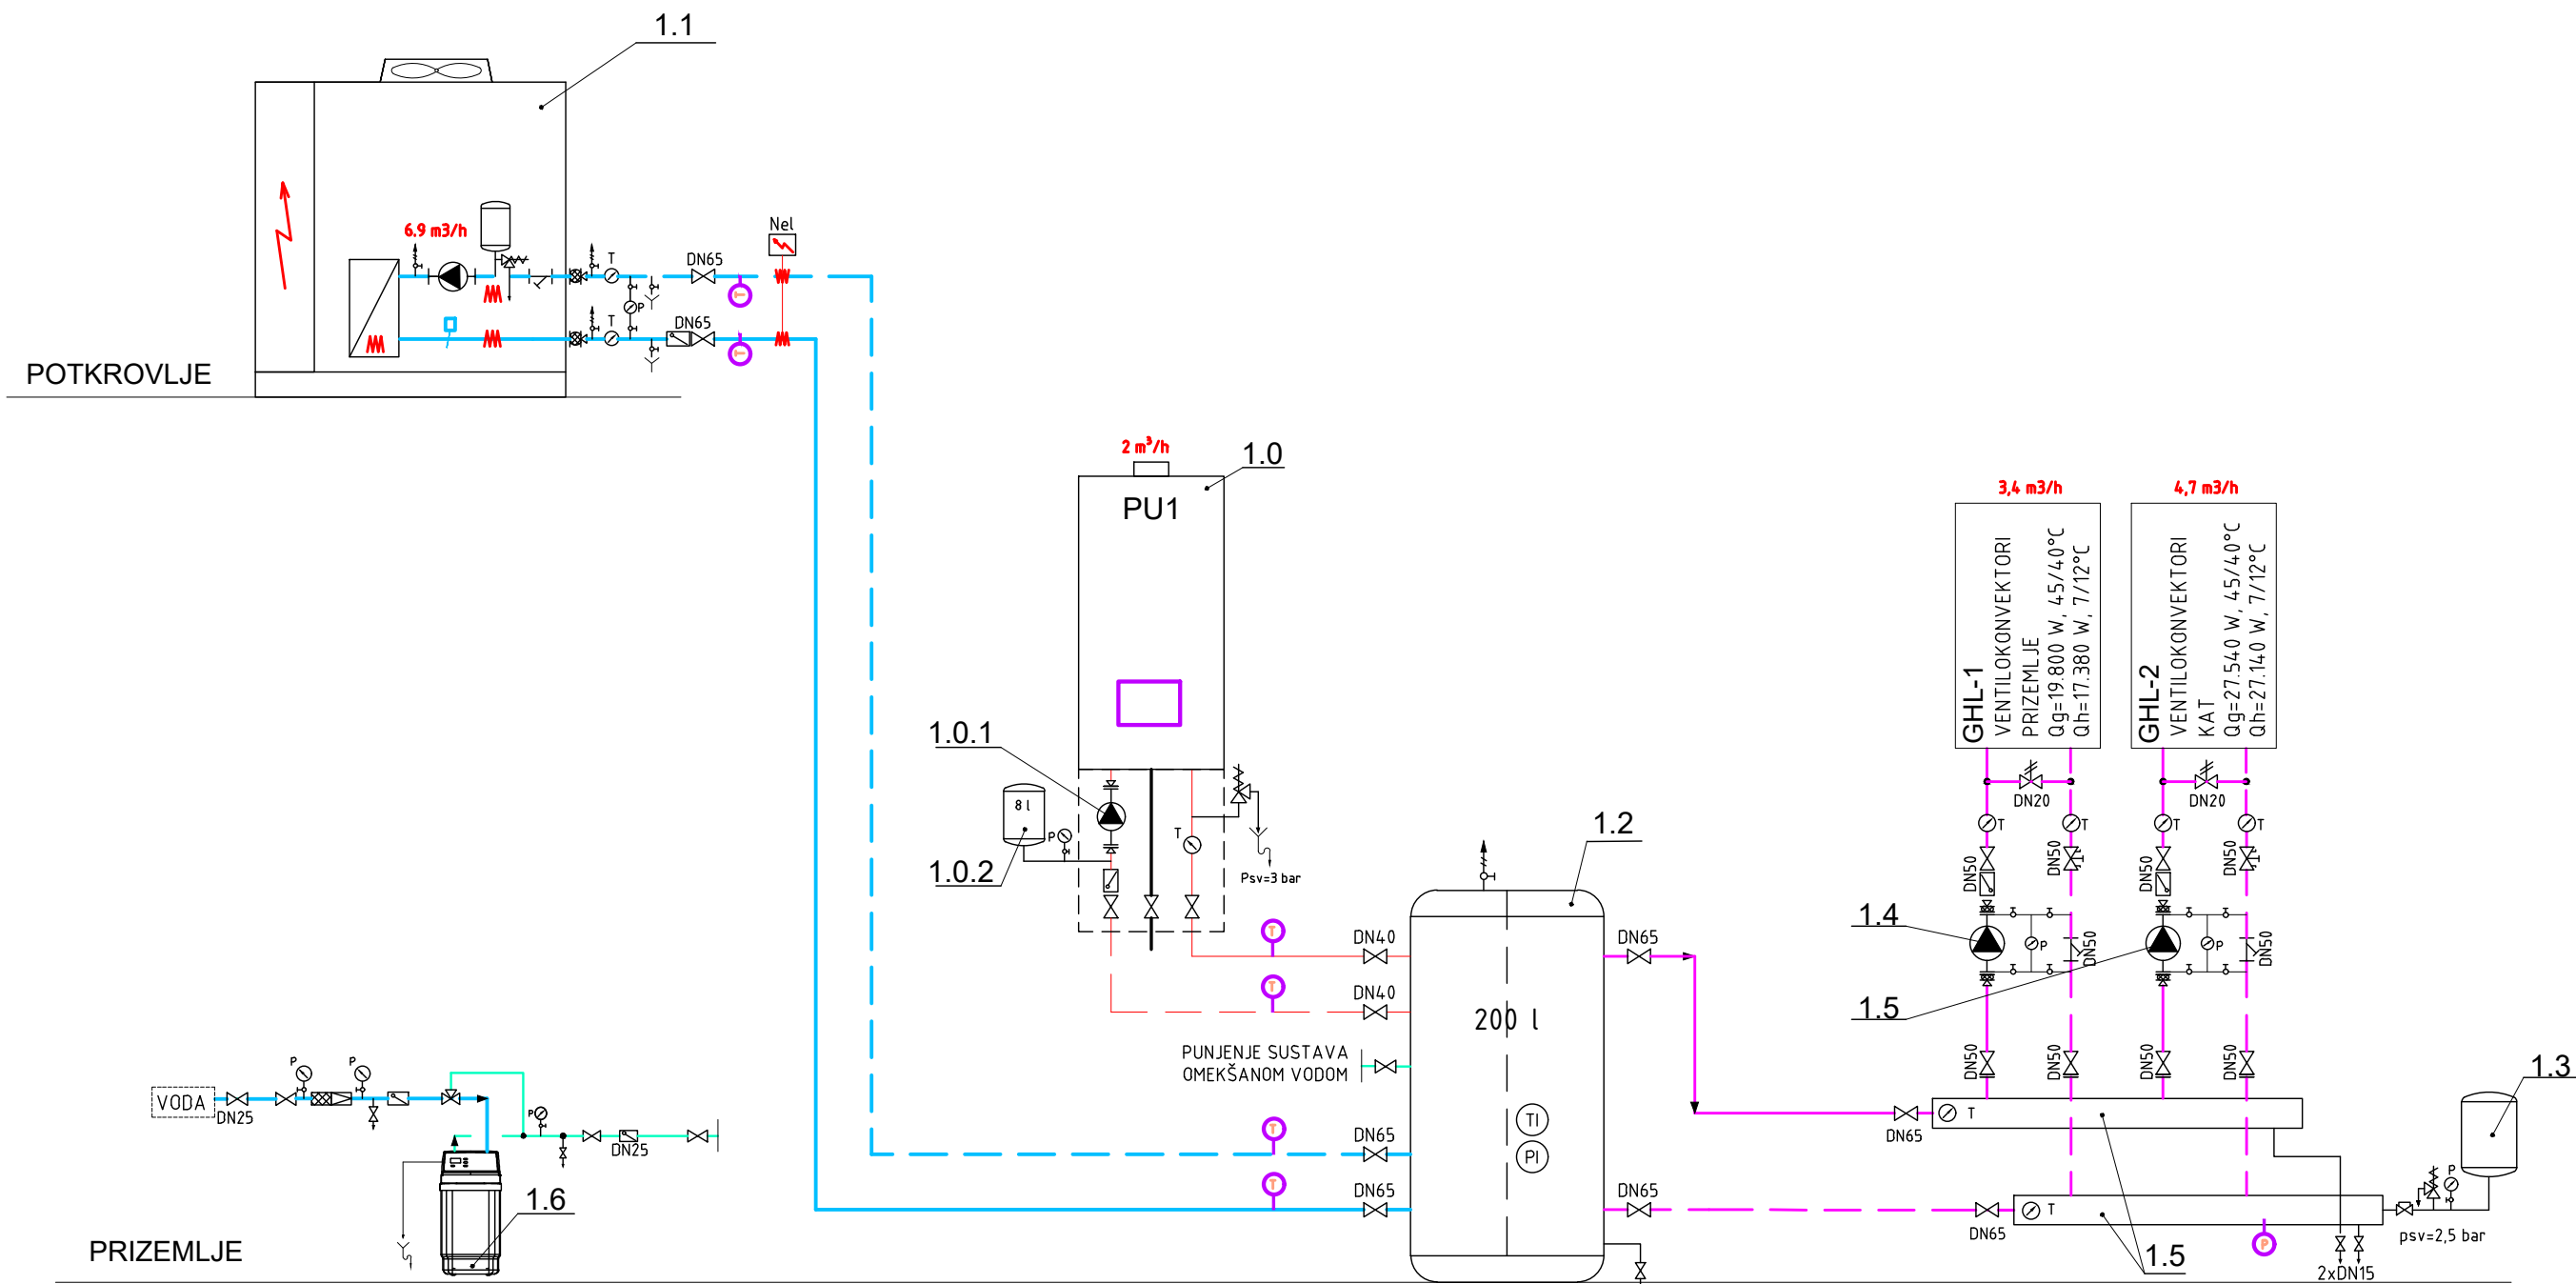 1.1
6.9 m3/h
Nel
T
DN65
T
P
T
DN65
T
POTKROVLJE
2 m³/h
1.0
PU1
1.0.1
8 l
P
T
1.0.2
Psv=3 bar
1.2
T
DN40
DN65
T
DN40
200 l
PUNJENJE SUSTAVA
OMEKŠANOM VODOM
TI
PI
T
DN65
T
DN65
DN65
3,4 m3/h
GHL-1
VENTILOKONVEKTORI
PRIZEMLJE
Qg=19.800 W, 45/40°C
Qh=17.380 W, 7/12°C
4,7 m3/h
GHL-2
VENTILOKONVEKTORI
KAT
Qg=27.540 W, 45/40°C
Qh=27.140 W, 7/12°C
DN20
DN20
T
T
T
T
DN50
DN50
DN50
DN50
1.4
P
DN50
P
DN50
1.5
DN50
DN50
DN50
DN50
1.3
T
DN65
P
T
DN65
P
psv=2,5 bar
1.5
2xDN15
P
P
VODA
DN25
P
DN25
1.6
PRIZEMLJE